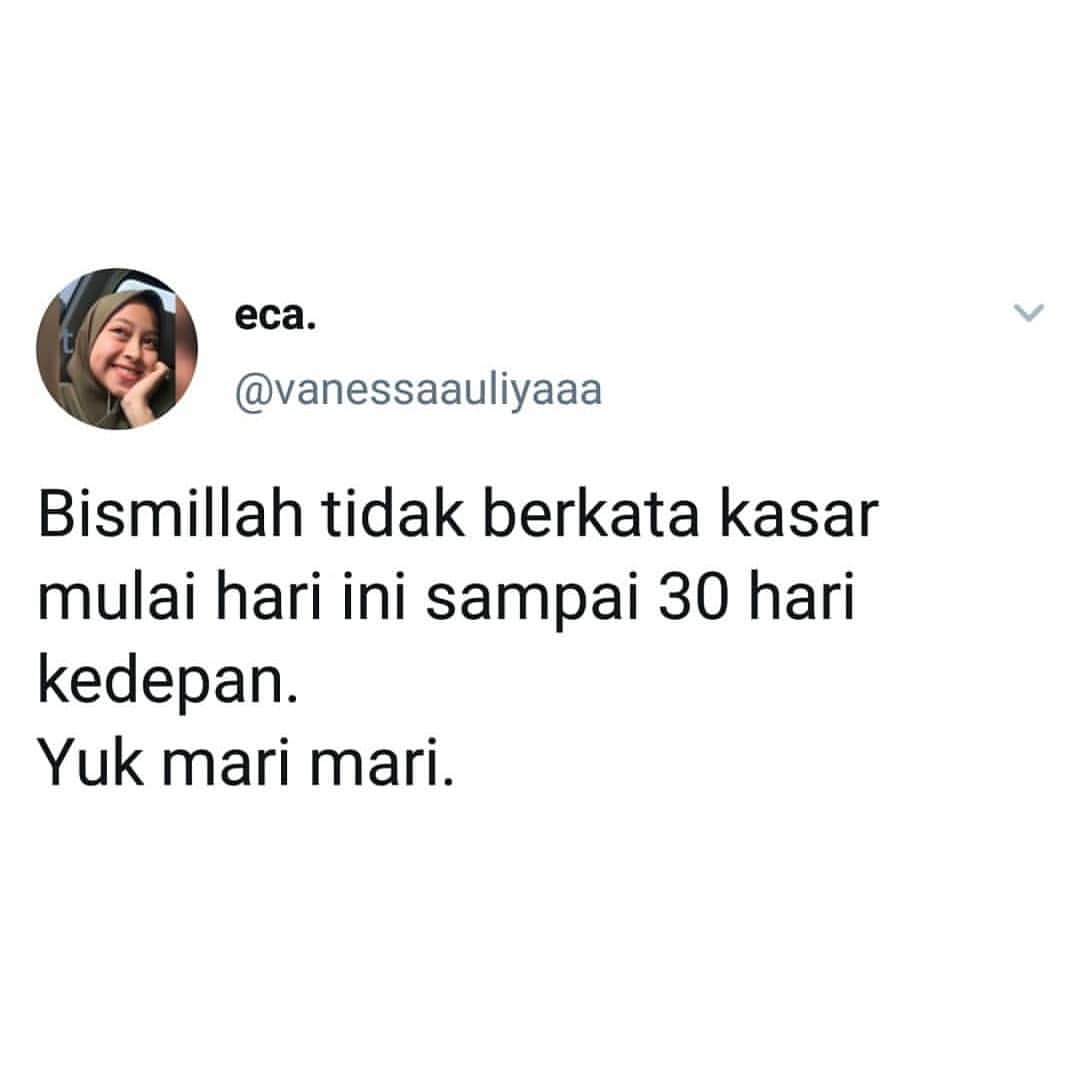 eca.
@vanessaauliyaaa
Bismillah tidak berkata kasar
mulai hari ini sampai 30 hari
kedepan.
Yuk mari mari.